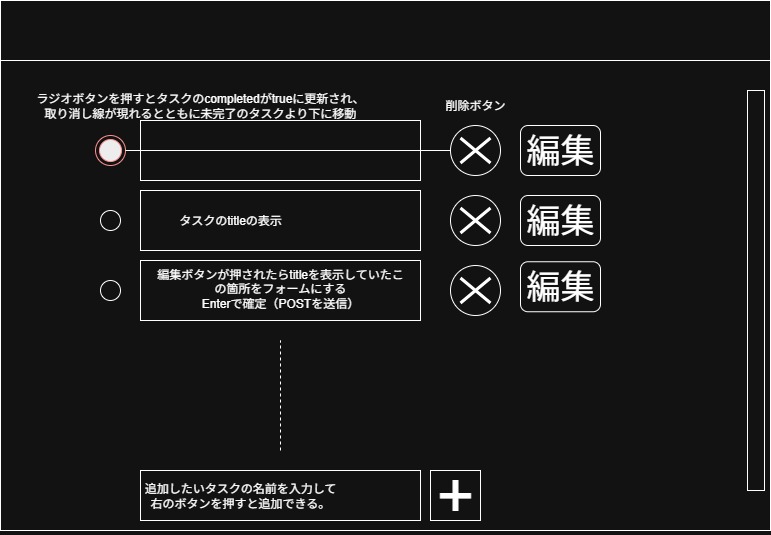 ラジオボタンを押すとタスクのcompletedがtrueに更新され、
取り消し線が現れるとともに未完了のタスクより下に移動
削除ボタン
編集
タスクのtitleの表示
編集
編集ボタンが押されたらtitleを表示していたこ
の箇所をフォームにする
Enterで確定（POSTを送信）
編集
追加したいタスクの名前を入力して
右のボタンを押すと追加できる。